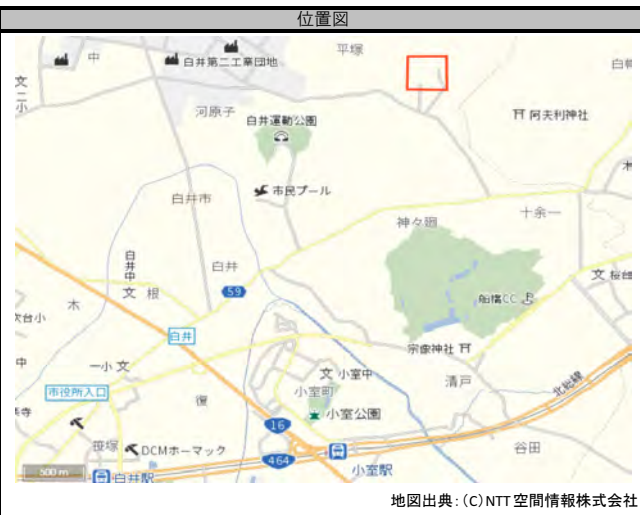 位置図
中
白井第二工業団地
平塚
文
二小
河原子
白井運動公園
阿夫利神社
市民プール
白井市
神々廻
十余一
白井中
文
白井
根
59
木
文
船橋CC
白井
宗像神社
中
一小 文
文 小室中
清戸
北総線
市役所入口
小室町
復
小室公園
16
笹塚
DCMホーマック
464
谷田
小室駅
500 m
白井駅
地図出典:(C)NTT空間情報株式会社